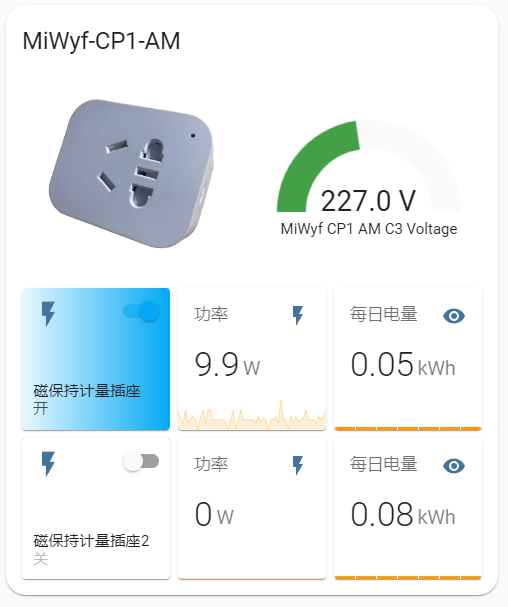 MiWyf-CP1-AM
227.0 V
MiWyf CP1 AM C3 Voltage
磁保持计量插座
开
功率
9.9 W
每日电量
0.05 kWh
磁保持计量插座2
关
功率
0 W
每日电量
0.08 kWh